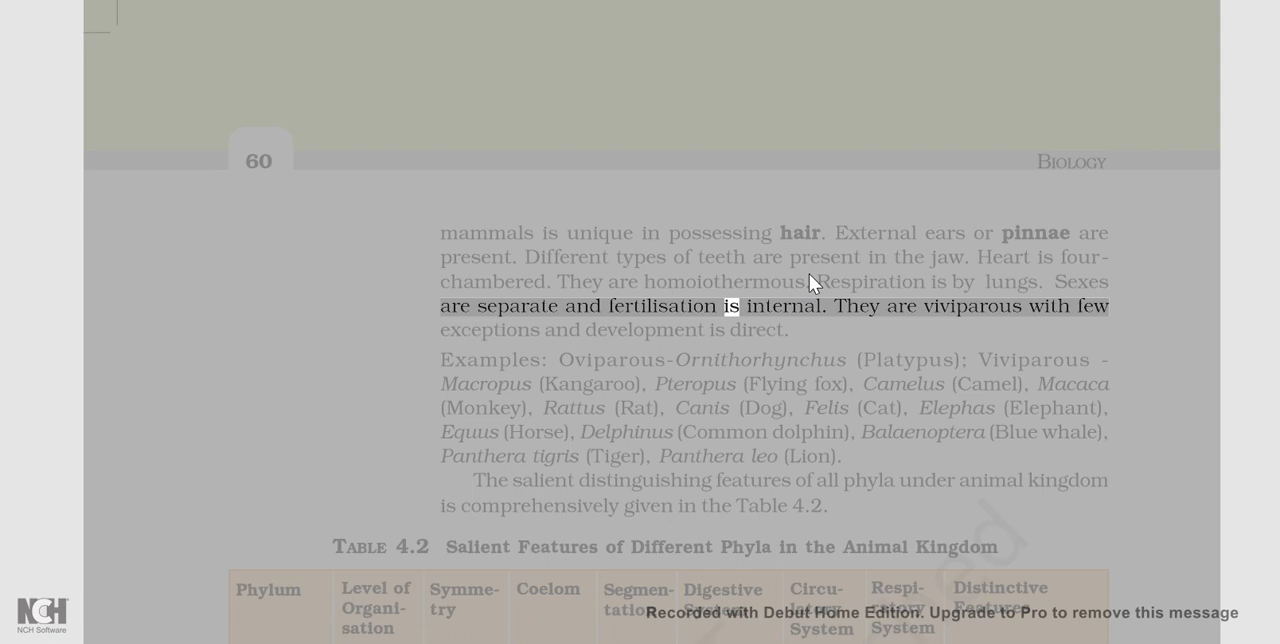 60
BIOLOGY
mammals is unique in possessing hair. External ears or pinnae are
present. Different types of teeth are present in the jaw. Heart is four-
chambered. They are homoiothermous. Respiration is by lungs. Sexes
are separate and fertilisation is internal. They are viviparous with few
exceptions and development is direct.
Examples: Oviparous-Ornithorhynchus (Platypus); Viviparous -
Macropus (Kangaroo), Pteropus (Flying fox), Camelus (Camel), Macaca
(Monkey), Rattus (Rat), Canis (Dog), Felis (Cat), Elephas (Elephant),
Equus (Horse), Delphinus (Common dolphin), Balaenoptera (Blue whale),
Panthera tigris (Tiger), Panthera leo (Lion).
The salient distinguishing features of all phyla under animal kingdom
is comprehensively given in the Table 4.2.
TABLE 4.2 Salient Features of Different Phyla in the Animal Kingdom
Phylum
Level of
Organi-
sation
Symme-
try
Coelom
Segmen-
tation
Digestive
System
Circu-
latory
System
Respi-
ratory
System
Distinctive
Features
Recorded with Debut Home Edition. Upgrade to Pro to remove this message
NCH
NCH Software